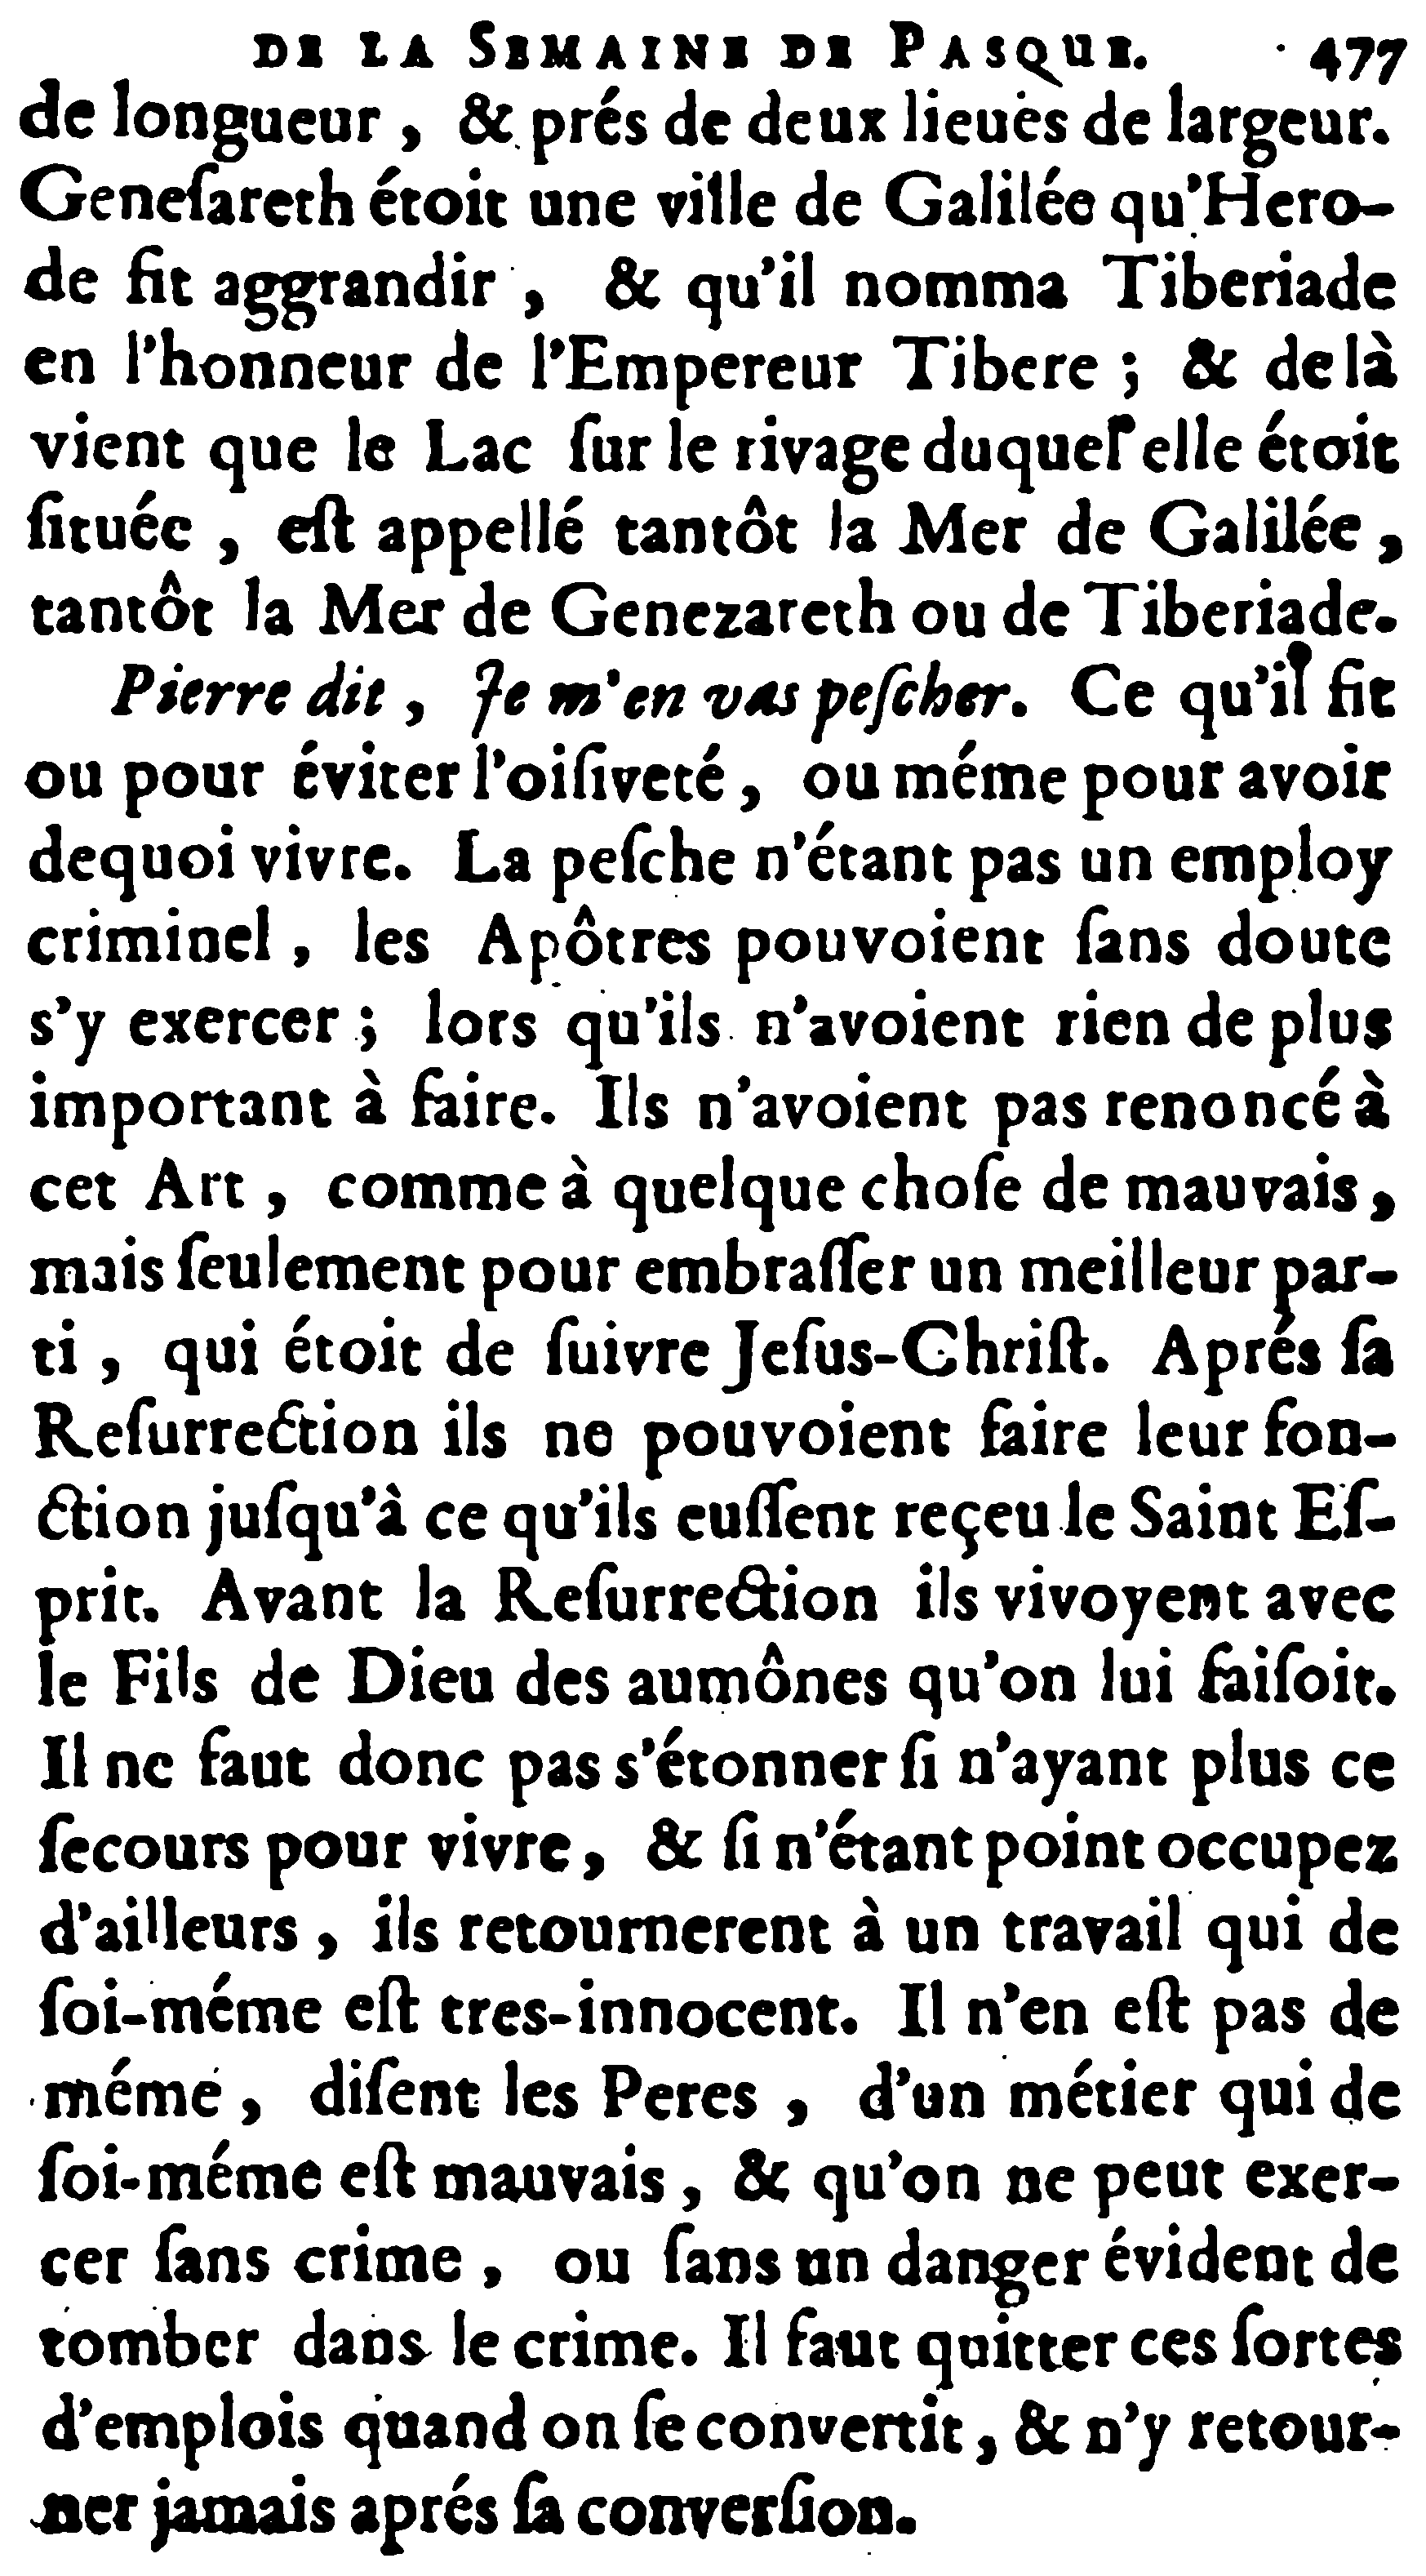 DE LA SEMAINE DE PASQUE. 477
de longueur, & prés de deux lieuës de largeur.
Geneſareth étoit une ville de Galilée qu'Hero-
de fit aggrandir, & qu'il nomma Tiberiade
en l'honneur de l'Empereur Tibere; & delà
vient que le Lac ſur le rivage duquel elle étoit
ſituée, eſt appellé tantôt la Mer de Galilée,
tantôt la Mer de Genezareth ou de Tiberiade.
Pierre dit, Je m'en vas peſcher. Ce qu'il fit
ou pour éviter l'oiſiveté, ou méme pour avoir
dequoi vivre. La peſche n'étant pas un employ
criminel, les Apôtres pouvoient ſans doute
s'y exercer; lors qu'ils n'avoient rien de plus
important à faire. Ils n'avoient pas renoncé à
cet Art, comme à quelque choſe de mauvais,
mais ſeulement pour embraſſer un meilleur par-
ti, qui étoit de ſuivre Jeſus-Chriſt. Aprés ſa
Reſurrection ils ne pouvoient faire leur fon-
ction juſqu'à ce qu'ils euſſent reçeu le Saint Eſ-
prit. Avant la Reſurrection ils vivoyent avec
le Fils de Dieu des aumônes qu'on lui faiſoit.
Il ne faut donc pas s'étonner ſi n'ayant plus ce
ſecours pour vivre, & ſi n'étant point occupez
d'ailleurs, ils retournerent à un travail qui de
ſoi-méme eſt tres-innocent. Il n'en eſt pas de
méme, diſent les Peres, d'un métier qui de
ſoi-méme eſt mauvais, & qu'on ne peut exer-
cer ſans crime, ou ſans un danger évident de
tomber dans le crime. Il faut quitter ces ſortes
d'emplois quand on ſe convertit, & n'y retour-
ner jamais aprés ſa converſion.